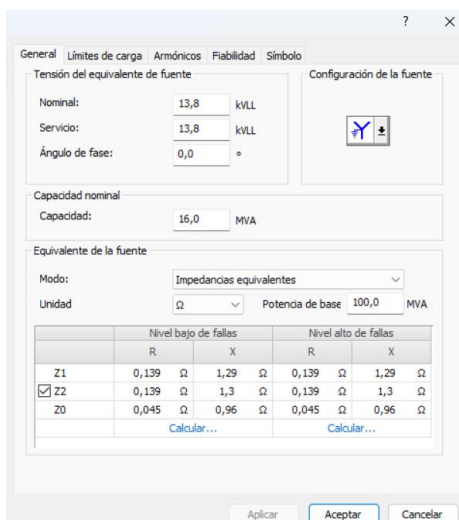 ?
General Límites de carga Armónicos Fiabilidad Símbolo
Tensión del equivalente de fuente
Nominal: 13,8 kVLL
Servicio: 13,8 kVLL
Ángulo de fase: 0,0 °
Configuración de la fuente
Capacidad nominal
Capacidad: 16,0 MVA
Equivalente de la fuente
Modo: Impedancias equivalentes
Unidad Ω Potencia de base 100,0 MVA
Nivel bajo de fallas Nivel alto de fallas
R X R X
Z1 0,139 Ω 1,29 Ω 0,139 Ω 1,29 Ω
Z2 0,139 Ω 1,3 Ω 0,139 Ω 1,3 Ω
Z0 0,045 Ω 0,96 Ω 0,045 Ω 0,96 Ω
Calcular... Calcular...
Aplicar Aceptar Cancelar